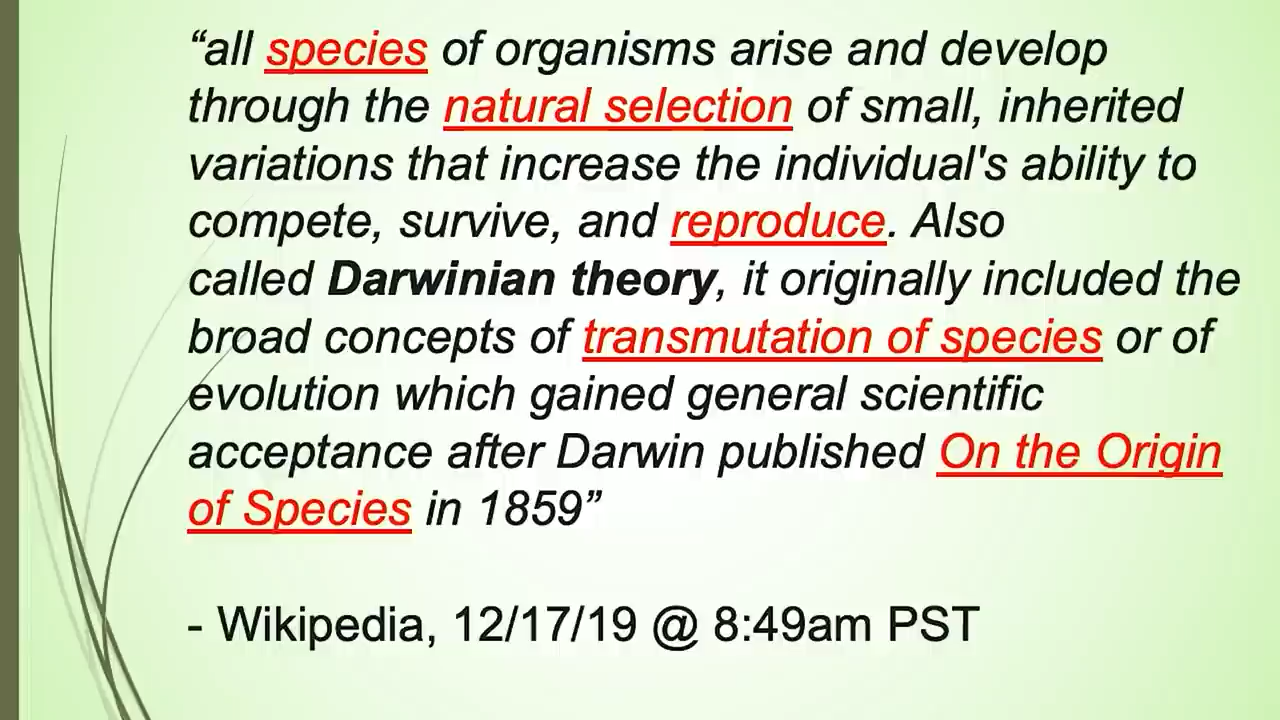 “all species of organisms arise and develop
through the natural selection of small, inherited
variations that increase the individual's ability to
compete, survive, and reproduce. Also
called Darwinian theory, it originally included the
broad concepts of transmutation of species or of
evolution which gained general scientific
acceptance after Darwin published On the Origin
of Species in 1859”
- Wikipedia, 12/17/19 @ 8:49am PST